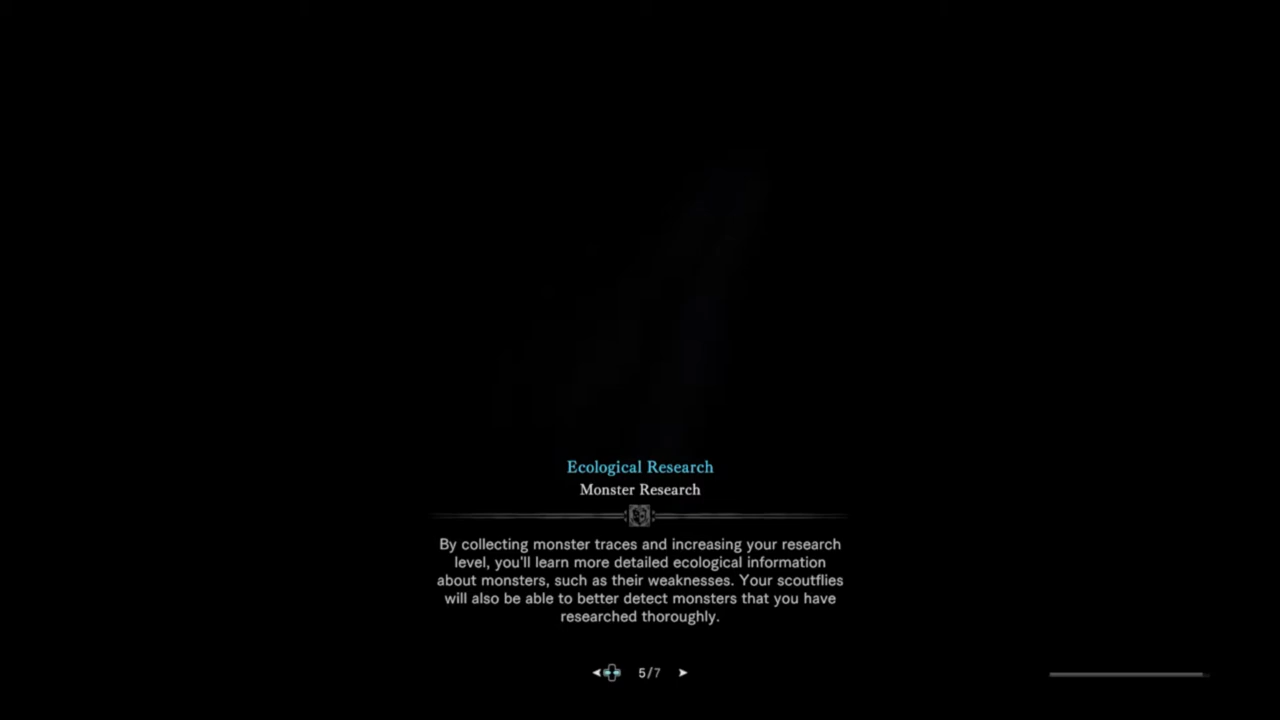 Ecological Research
Monster Research
By collecting monster traces and increasing your research
level, you'll learn more detailed ecological information
about monsters, such as their weaknesses. Your scoutflies
will also be able to better detect monsters that you have
researched thoroughly.
5/7